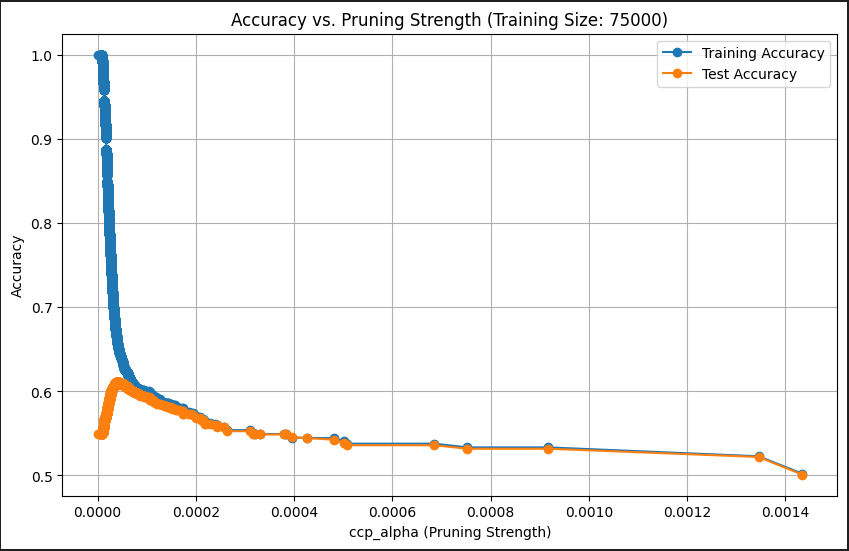 Accuracy vs. Pruning Strength (Training Size: 75000)
Training Accuracy
Test Accuracy
1.0
0.9
0.8
0.7
0.6
0.5
Accuracy
0.0000 0.0002 0.0004 0.0006 0.0008 0.0010 0.0012 0.0014
ccp_alpha (Pruning Strength)